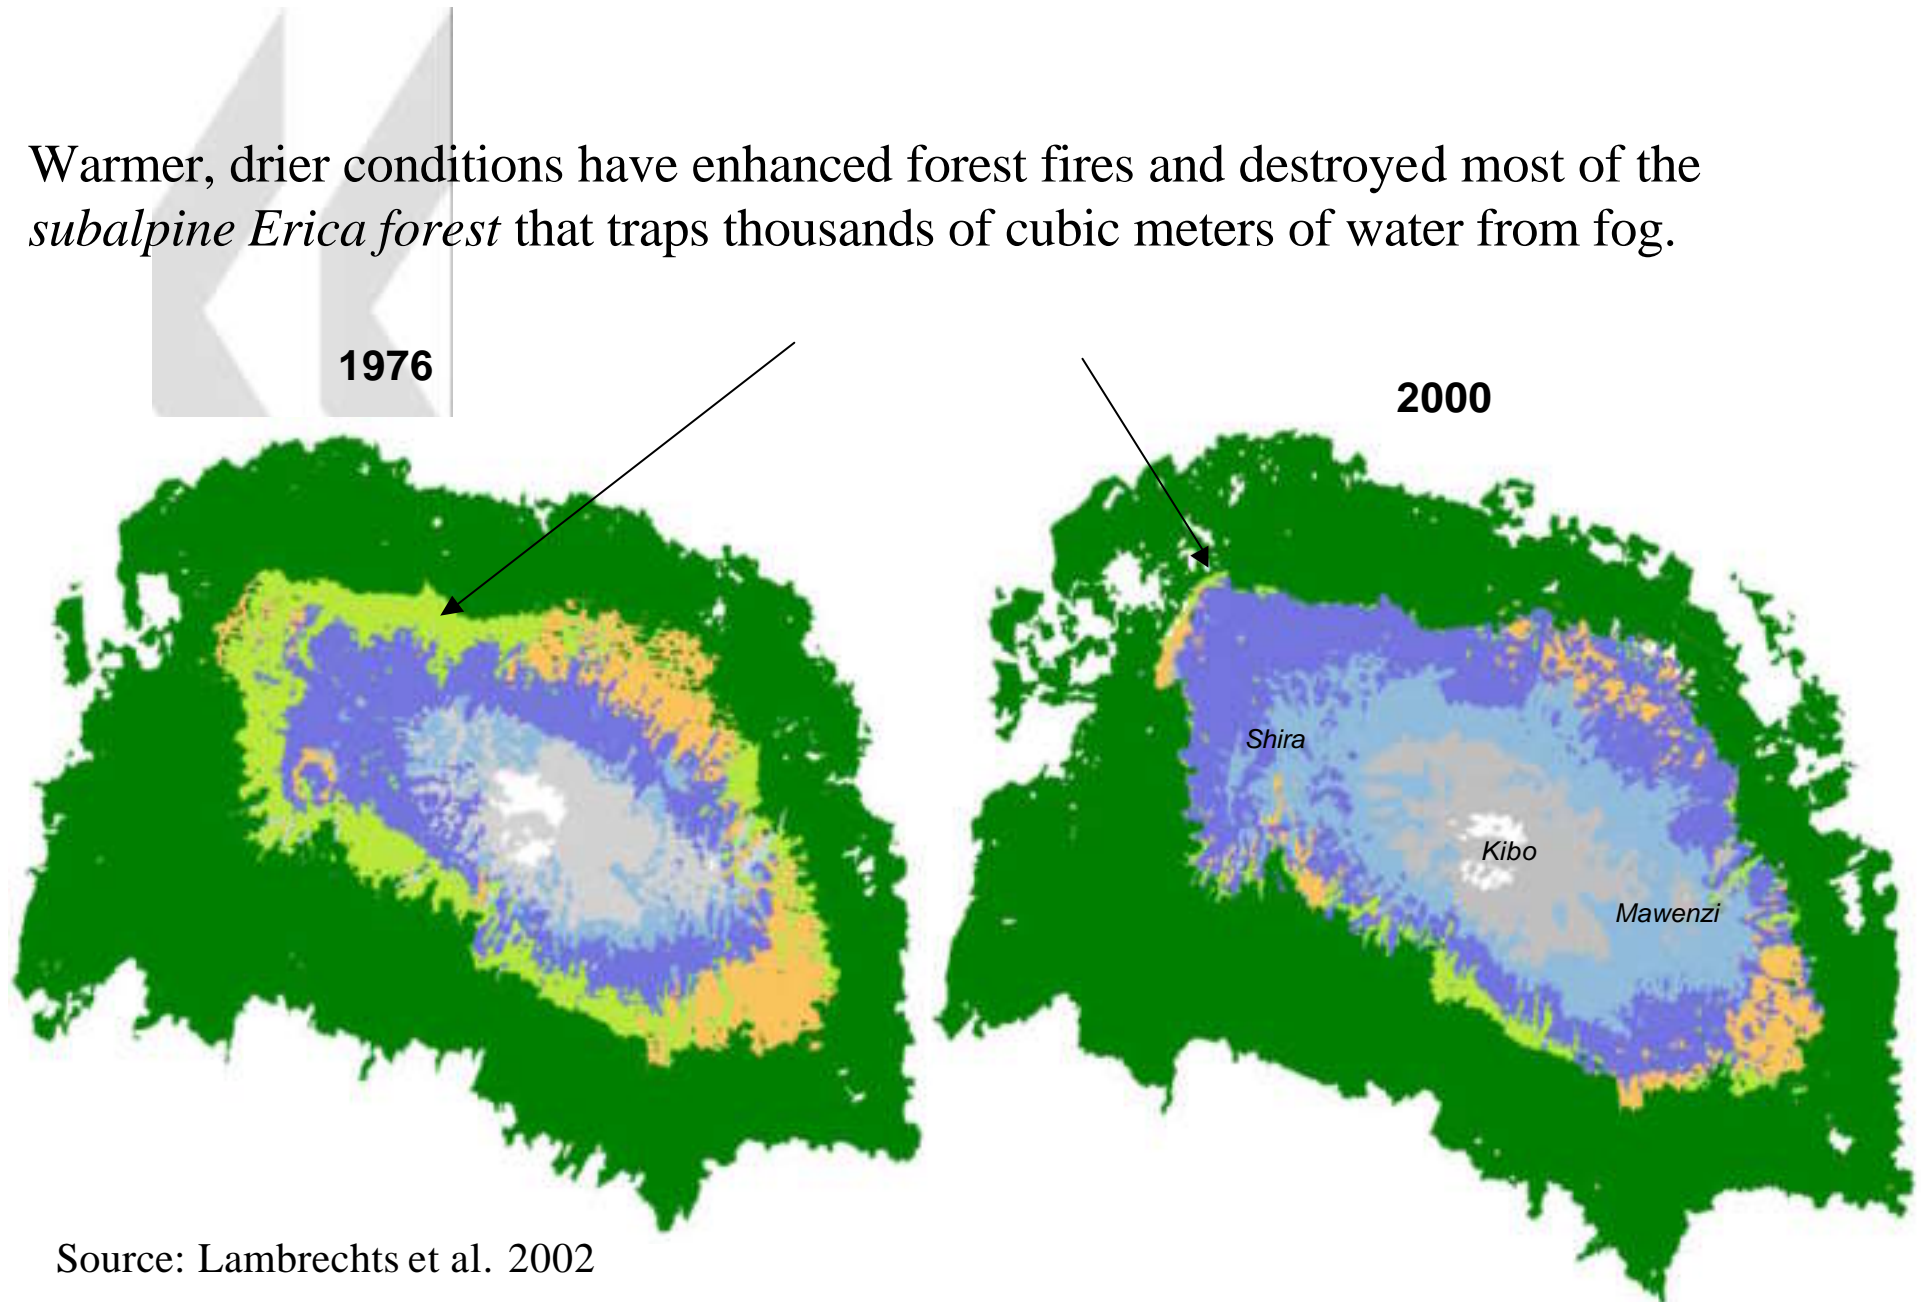 Warmer, drier conditions have enhanced forest fires and destroyed most of the
subalpine Erica forest that traps thousands of cubic meters of water from fog.
1976
2000
Shira
Kibo
Mawenzi
Source: Lambrechts et al. 2002